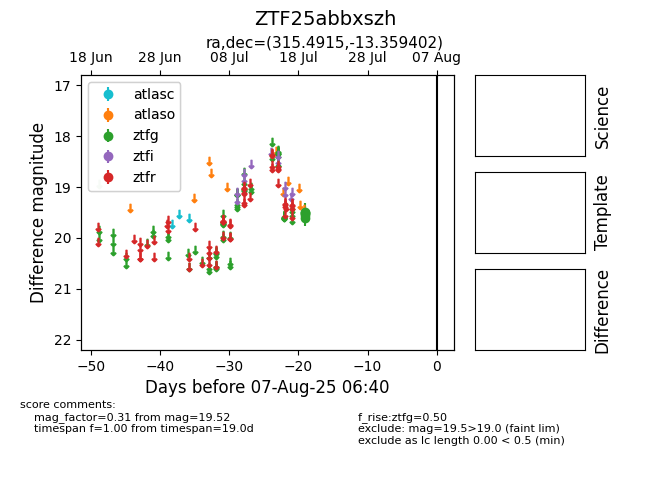 ZTF25abbxszh
ra,dec=(315.4915,-13.359402)
18 Jun 28 Jun 08 Jul 18 Jul 28 Jul 07 Aug
17
18
19
20
21
22
Difference magnitude
atlasc
atlaso
ztfg
ztfi
ztfr
−50 −40 −30 −20 −10 0
Days before 07-Aug-25 06:40
Science
Template
Difference
score comments:
mag_factor=0.31 from mag=19.52
timespan f=1.00 from timespan=19.0d
f_rise:ztfg=0.50
exclude: mag=19.5>19.0 (faint lim)
exclude as lc length 0.00 < 0.5 (min)